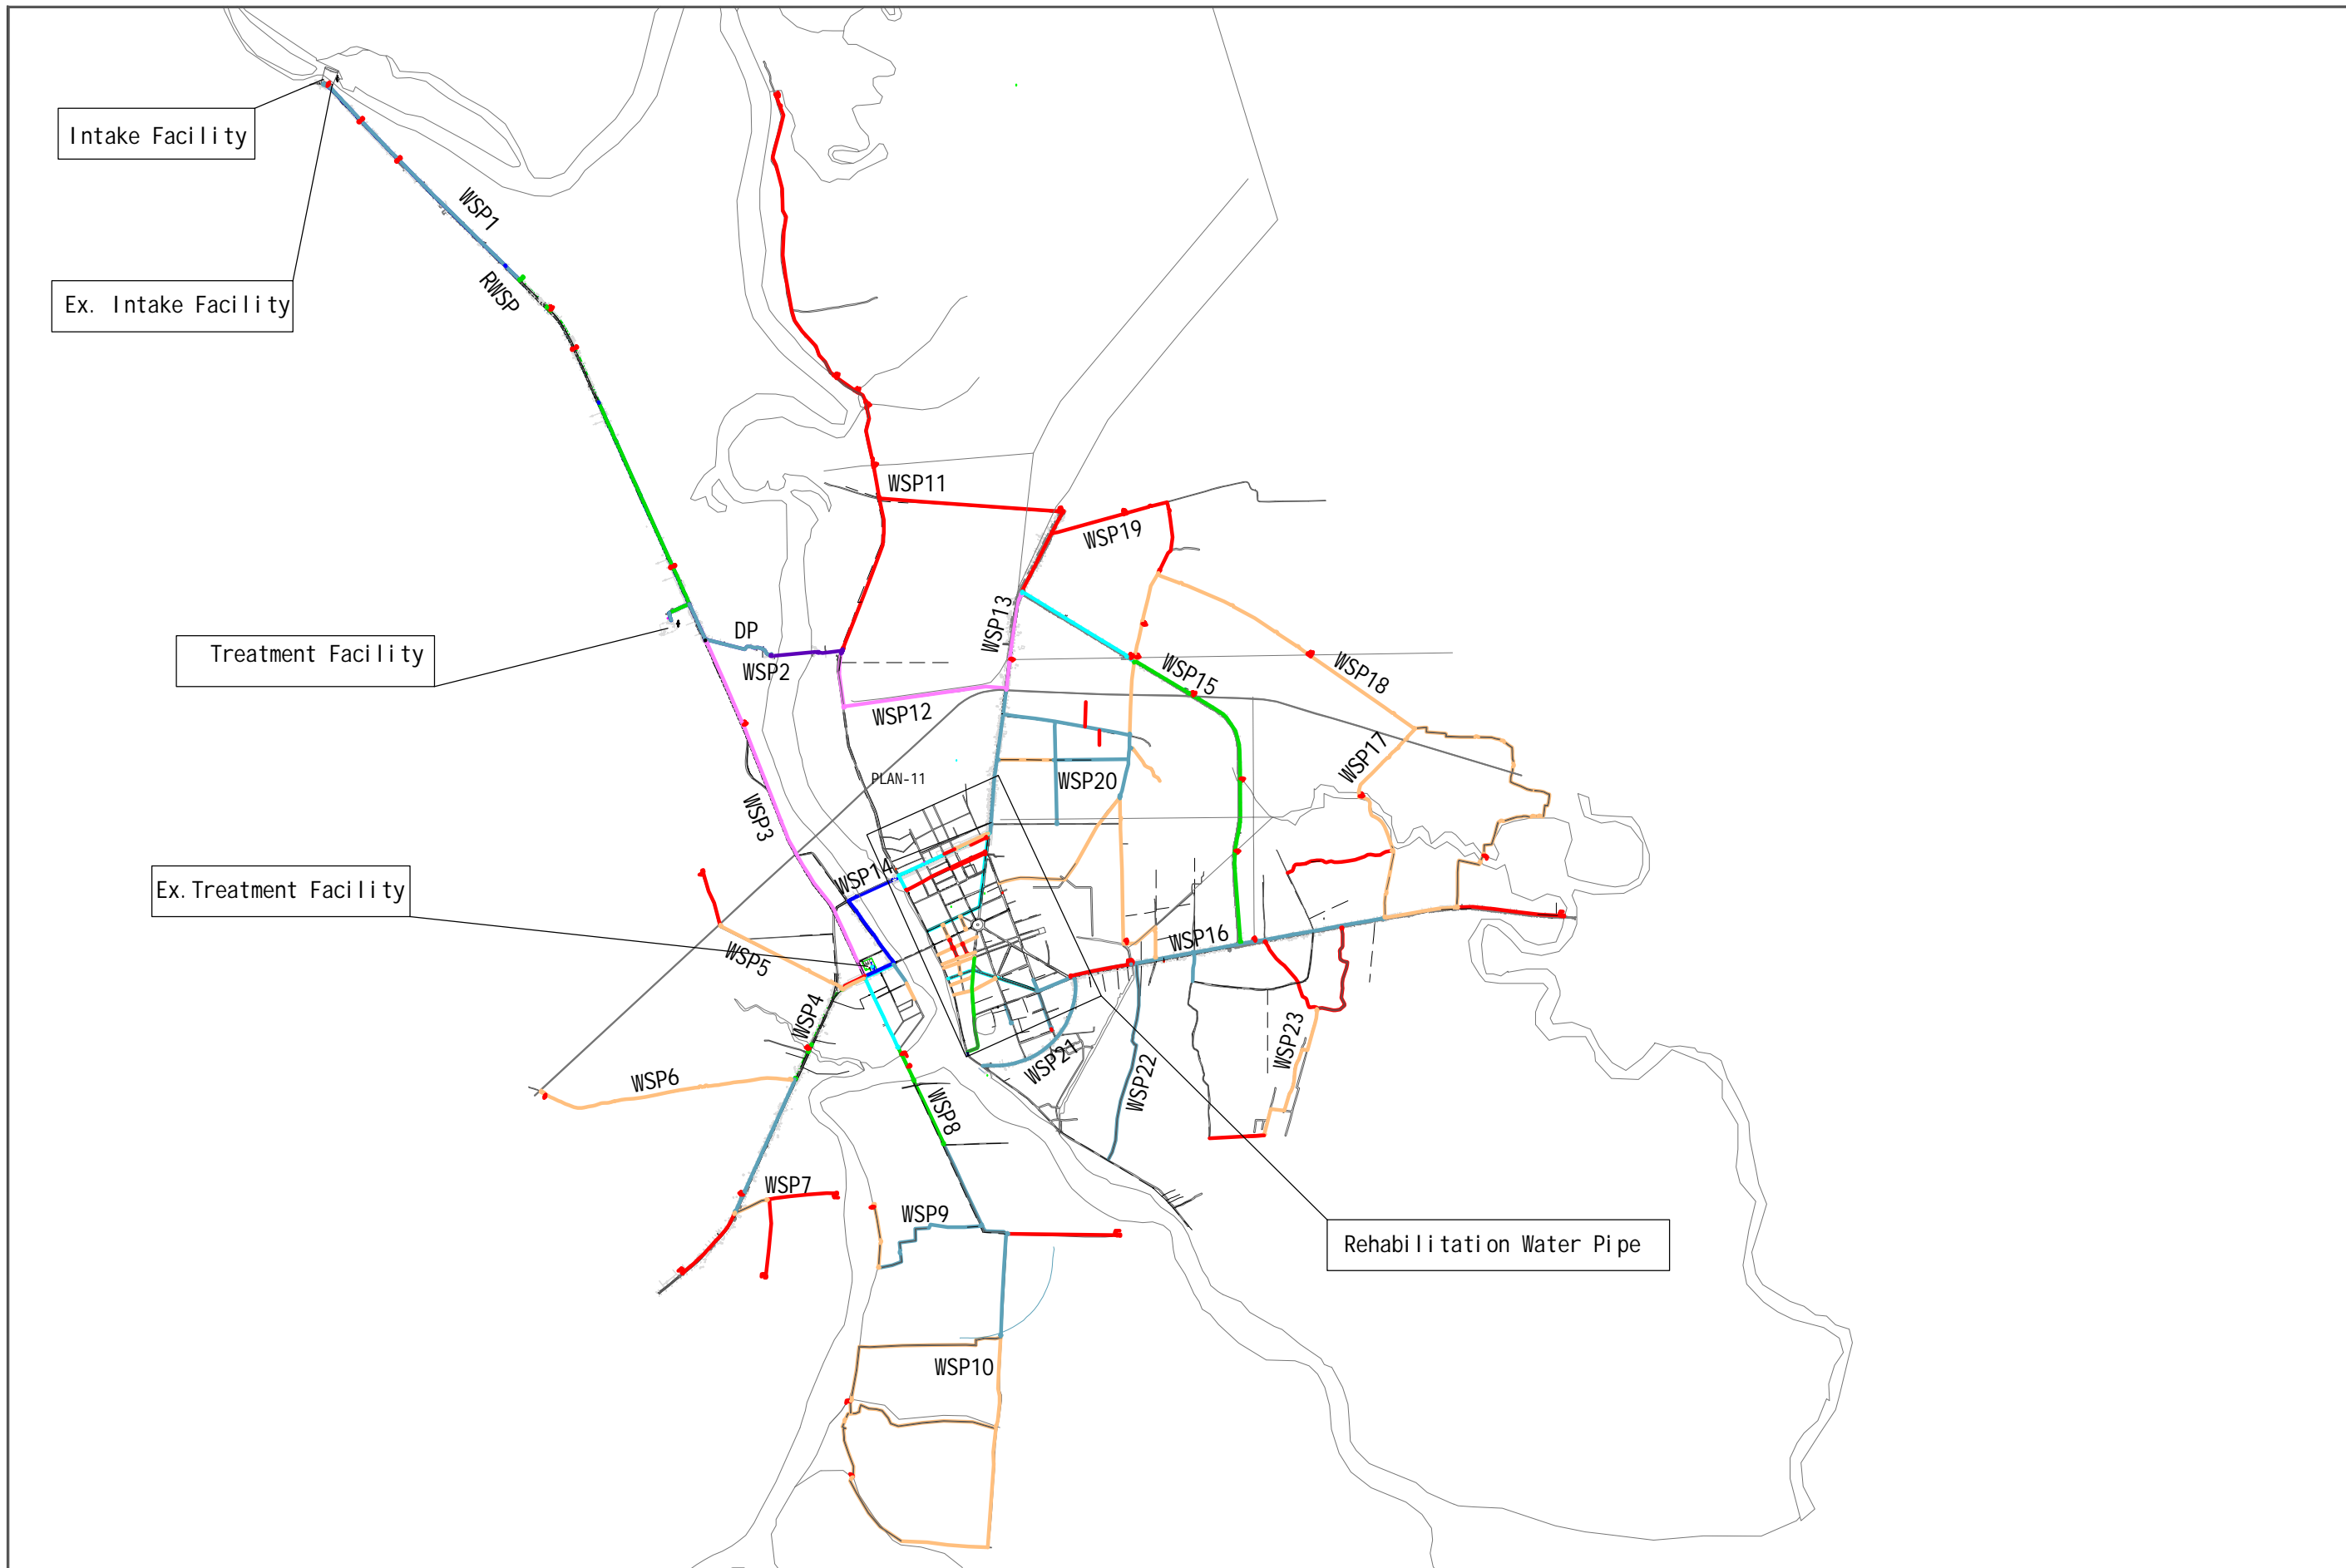 Intake Facility
WSP1
RWSP
Ex. Intake Facility
WSP11
WSP19
WSP13
DP
WSP2
Treatment Facility
WSP15
WSP18
WSP12
WSP17
PLAN-11
WSP20
WSP3
WSP14
Ex.Treatment Facility
WSP16
WSP5
WSP4
WSP23
WSP21
WSP6
WSP22
WSP8
WSP7
WSP9
Rehabilitation Water Pipe
WSP10